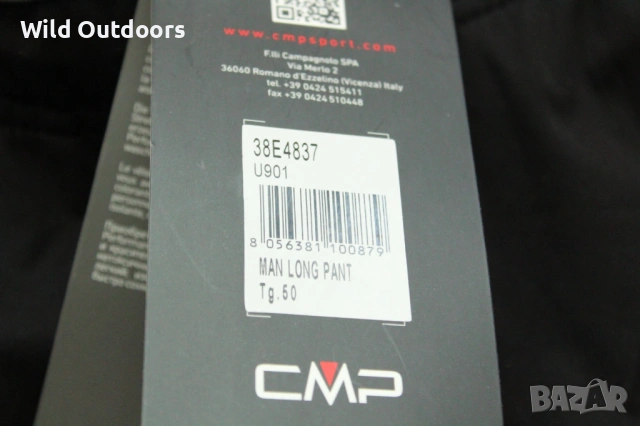 Wild Outdoors
www.cmpsport.com
F.lli Campagnolo SPA
Via Merlo 2
36060 Romano d'Ezzelino (Vicenza) Italy
tel. +39 0424 515411
fax +39 0424 510448
38E4837
U901
8 056381 100879
MAN LONG PANT
Tg.50
CMP
BAZAR